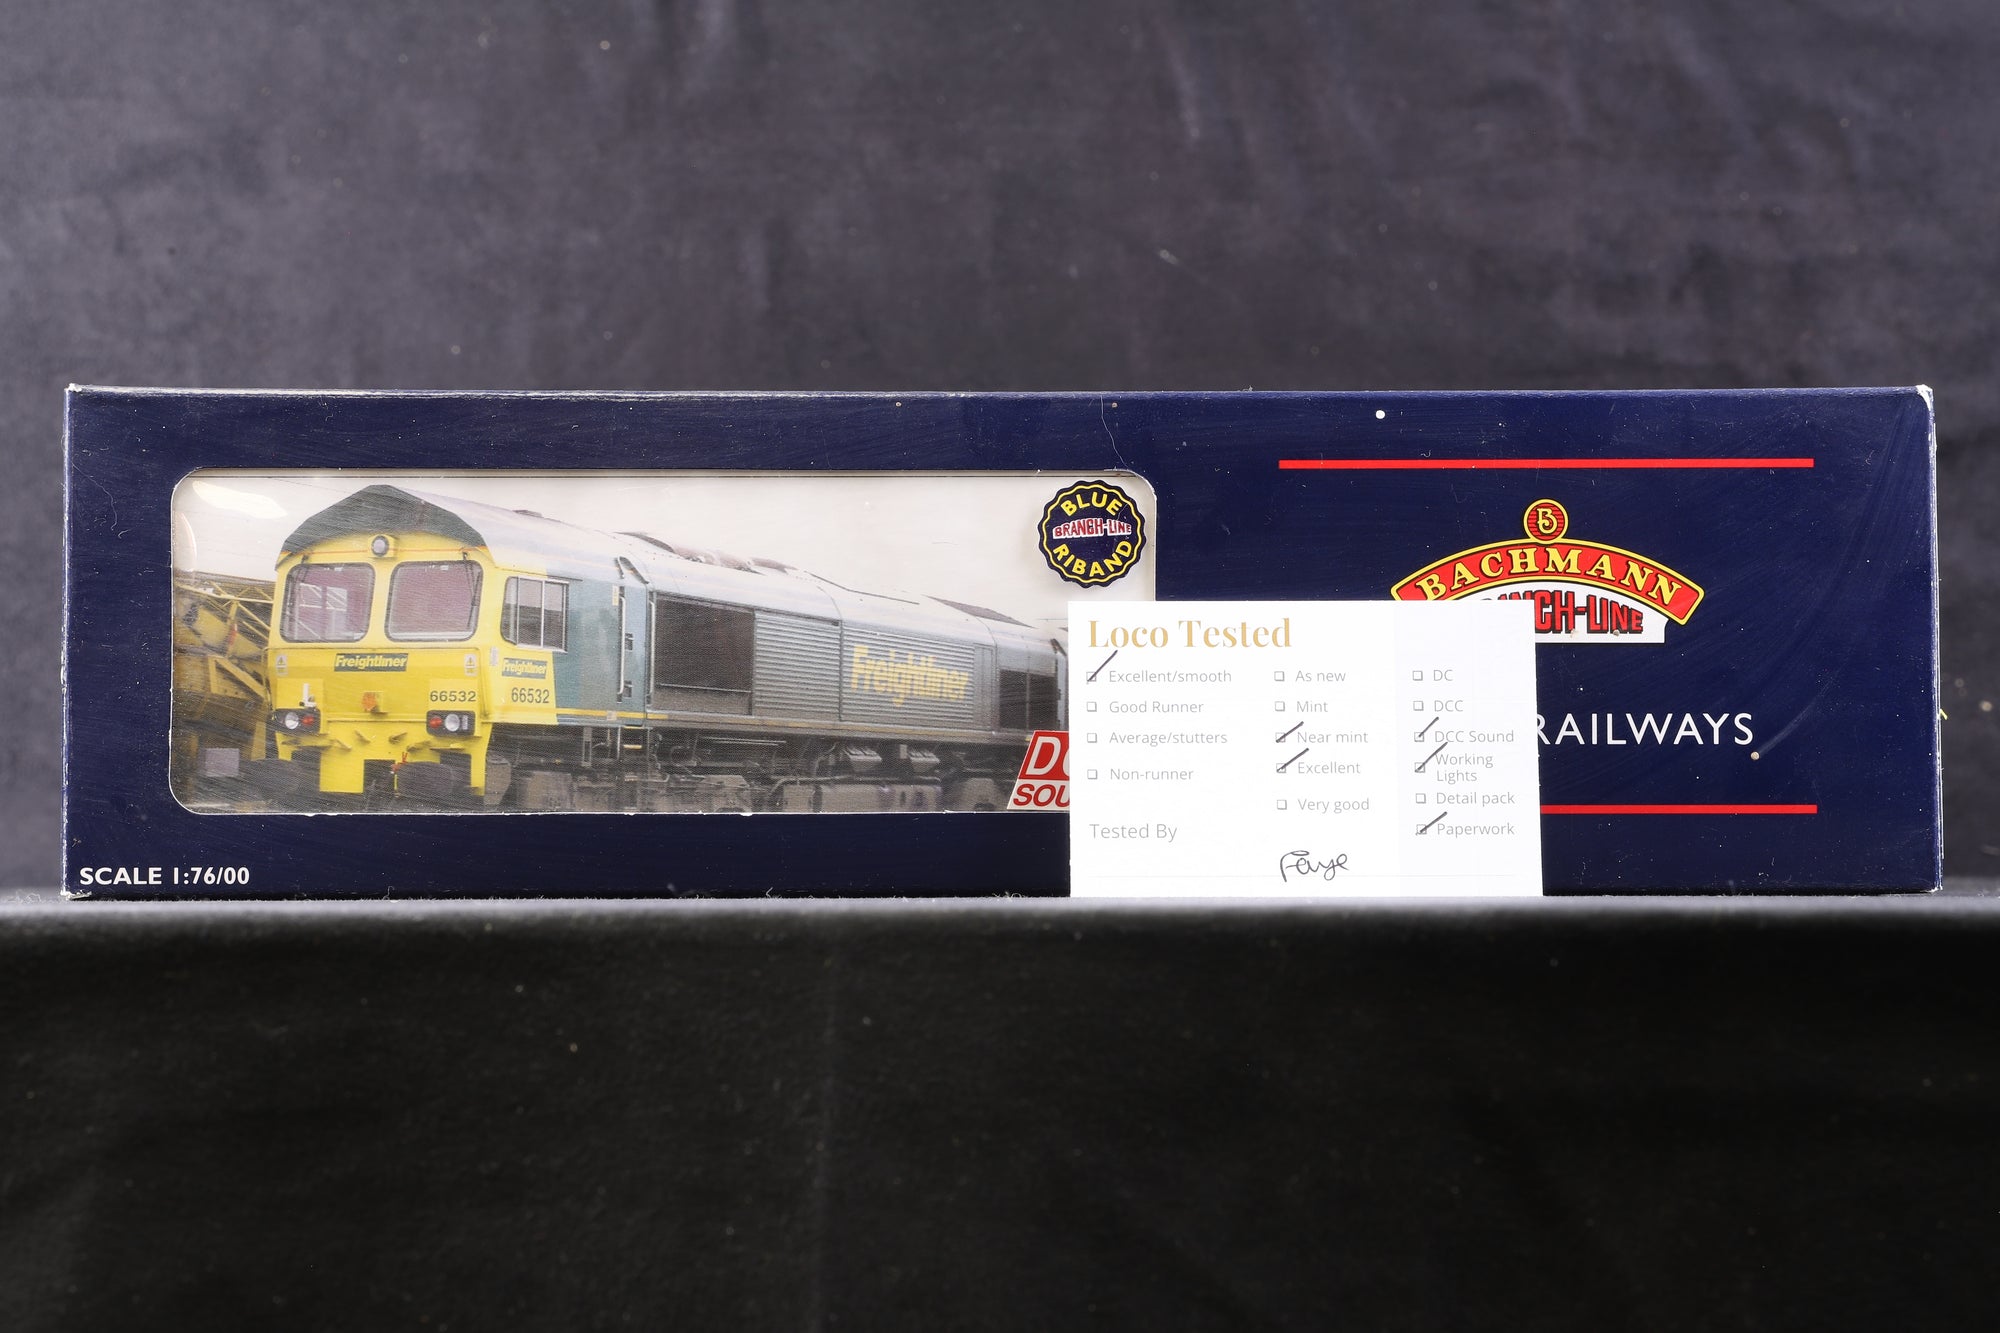 BLUE
BRANCH-LINE
RIBAND
Freightliner
Freightliner
66532
66532
Freightliner
SCALE 1:76/00
B
BACHMANN
CH-LINE
RAILWAYS
Loco Tested
Excellent/smooth
Good Runner
Average/stutters
Non-runner
As new
Mint
Near mint
Excellent
Very good
DC
DCC
DCC Sound
Working
Lights
Detail pack
Paperwork
Tested By
Faye